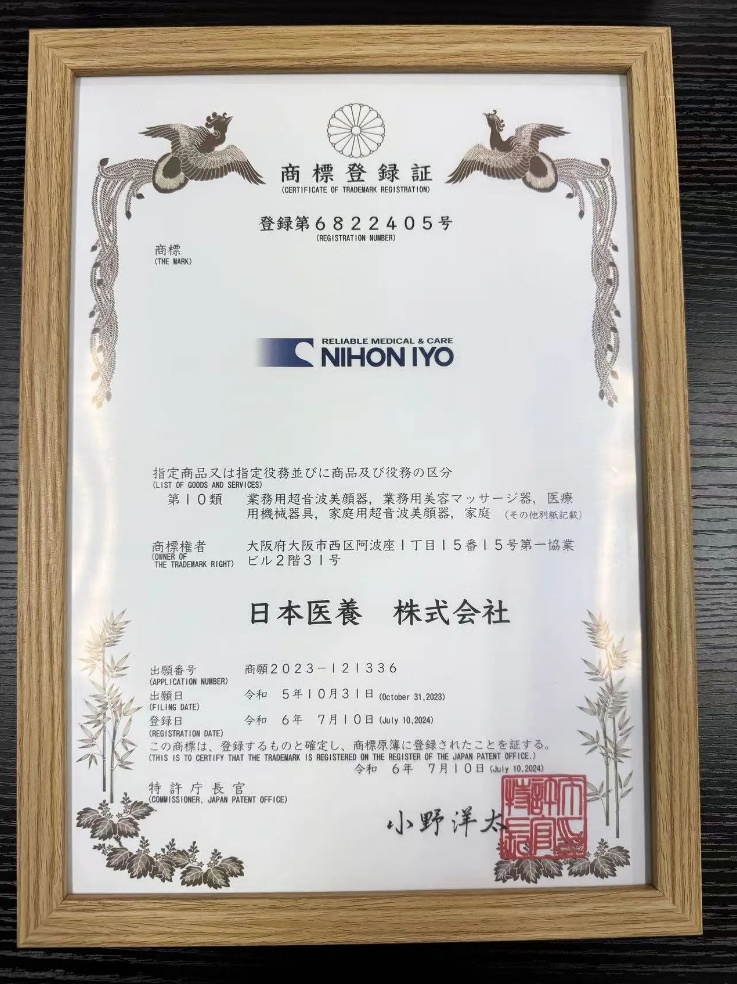 商標登録証
(CERTIFICATE OF TRADEMARK REGISTRATION)
登録第6822405号
(REGISTRATION NUMBER)
商標
(THE MARK)
RELIABLE MEDICAL & CARE
NIHON IYO
指定商品又は指定役務並びに商品及び役務の区分
(LIST OF GOODS AND SERVICES)
第10類 業務用超音波美顔器，業務用美容マッサージ器，医療
用機械器具，家庭用超音波美顔器，家庭 (その他別紙記載)
商標権者 大阪府大阪市西区阿波座1丁目15番15号第一協業
(OWNER OF THE TRADEMARK RIGHT) ビル2階31号
日本医養 株式会社
出願番号 商願2023-121336
(APPLICATION NUMBER)
出願日 令和 5年10月31日 (October 31,2023)
(FILING DATE)
登録日 令和 6年 7月10日 (July 10,2024)
(REGISTRATION DATE)
この商標は、登録するものと確定し、商標原簿に登録されたことを証する。
(THIS IS TO CERTIFY THAT THE TRADEMARK IS REGISTERED ON THE REGISTER OF THE JAPAN PATENT OFFICE.)
令和 6年 7月10日 (July 10,2024)
特許庁長官
(COMMISSIONER, JAPAN PATENT OFFICE)
小野洋太